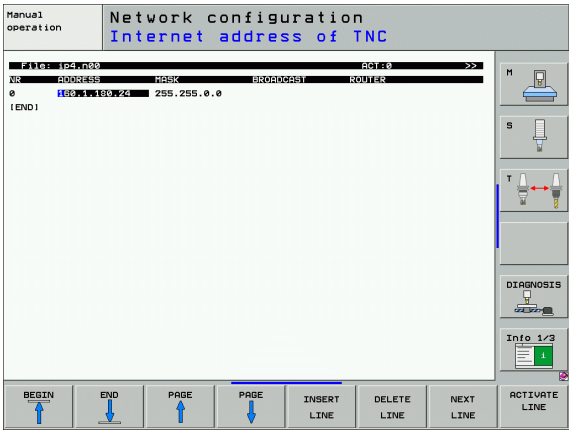 Manual
operation
Network configuration
Internet address of TNC
File: ip4.n00 ACT:0 >>
NR ADDRESS MASK BROADCAST ROUTER
0 160.1.180.24 255.255.0.0
[END]
M
S
T
DIAGNOSIS
Info 1/3
i
BEGIN
END
PAGE
PAGE
INSERT
LINE
DELETE
LINE
NEXT
LINE
ACTIVATE
LINE